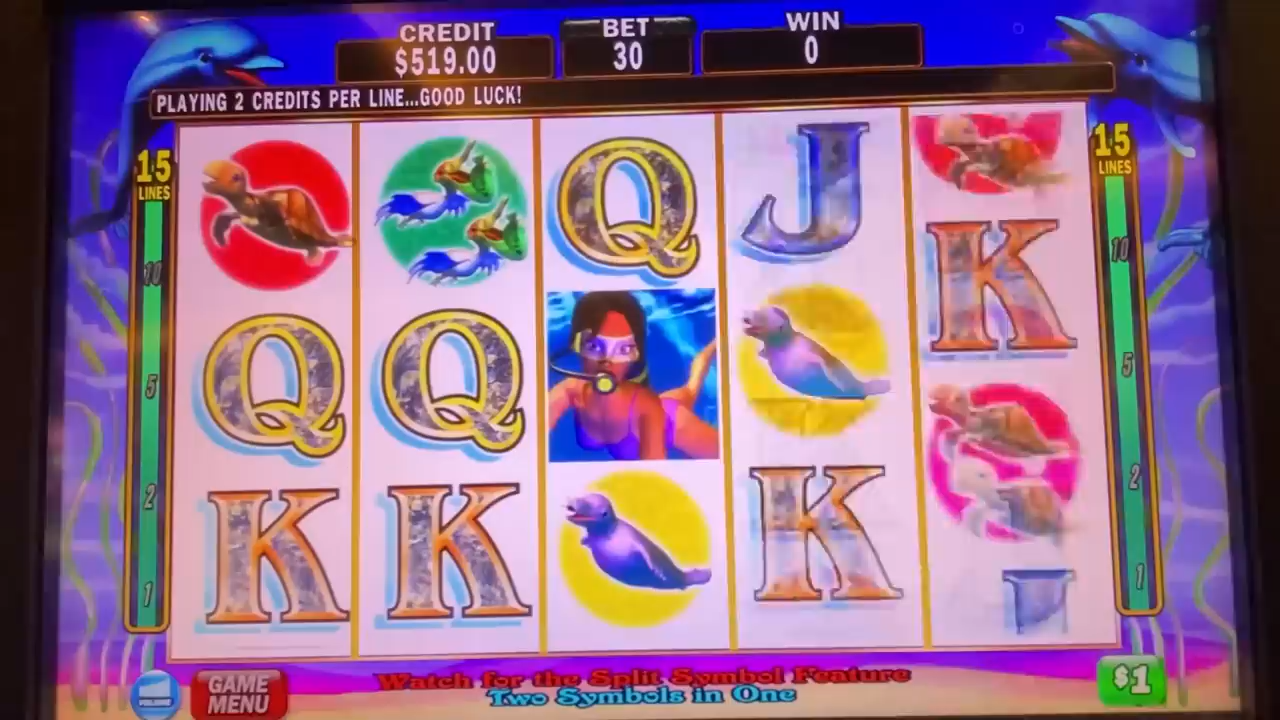 CREDIT
$519.00
BET
30
WIN
0
PLAYING 2 CREDITS PER LINE...GOOD LUCK!
15
LINES
10
5
2
1
15
LINES
10
5
2
1
Q
J
K
Q
Q
K
K
K
J
VOLUME
GAME
MENU
Watch for the Split Symbol Feature
Two Symbols in One
$1